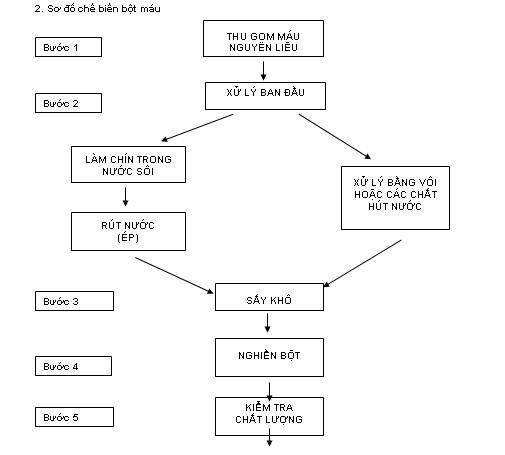 2. Sơ đồ chế biến bột máu
Bước 1
THU GOM MÁU
NGUYÊN LIÊU
Bước 2
XỬ LÝ BAN ĐẦU
LÀM CHÍN TRONG
NƯỚC SÔI
XỬ LÝ BẰNG VÔI
HOẶC CÁC CHẤT
HÚT NƯỚC
RÚT NƯỚC
(ÉP)
Bước 3
SẤY KHÔ
Bước 4
NGHIỀN BỘT
Bước 5
KIỂM TRA
CHẤT LƯỢNG